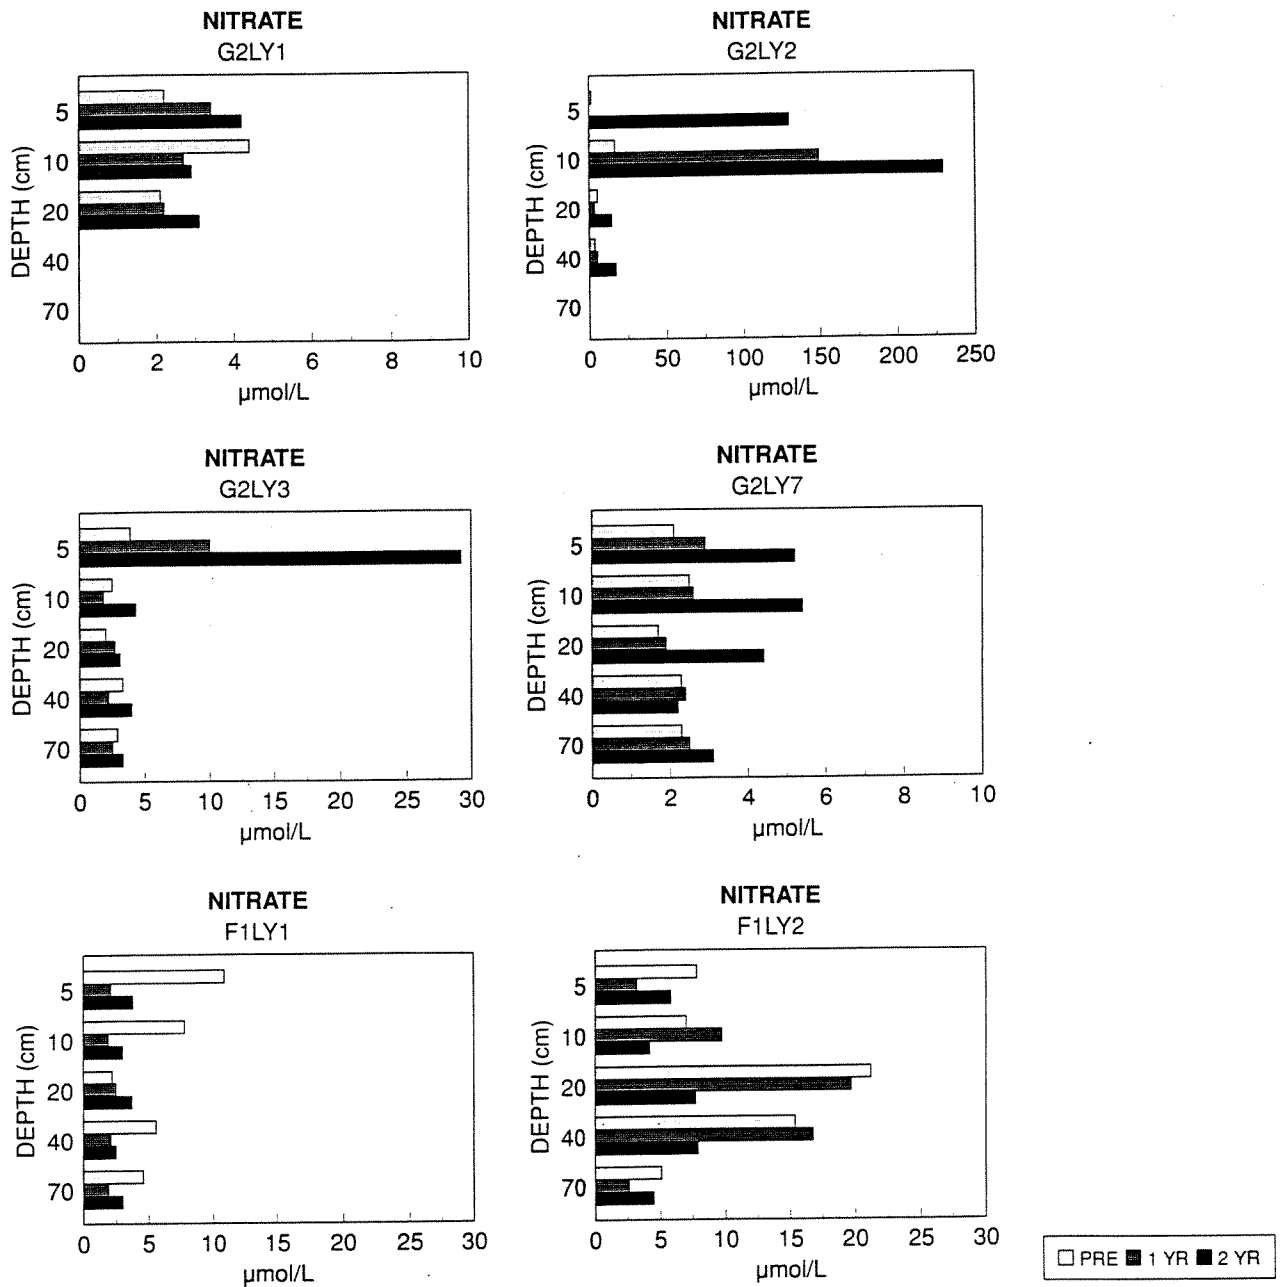 NITRATE
G2LY1
DEPTH (cm)
5
10
20
40
70
0 2 4 6 8 10
µmol/L
NITRATE
G2LY2
DEPTH (cm)
5
10
20
40
70
0 50 100 150 200 250
µmol/L
NITRATE
G2LY3
DEPTH (cm)
5
10
20
40
70
0 5 10 15 20 25 30
µmol/L
NITRATE
G2LY7
DEPTH (cm)
5
10
20
40
70
0 2 4 6 8 10
µmol/L
NITRATE
F1LY1
DEPTH (cm)
5
10
20
40
70
0 5 10 15 20 25 30
µmol/L
NITRATE
F1LY2
DEPTH (cm)
5
10
20
40
70
0 5 10 15 20 25 30
µmol/L
PRE 1 YR 2 YR